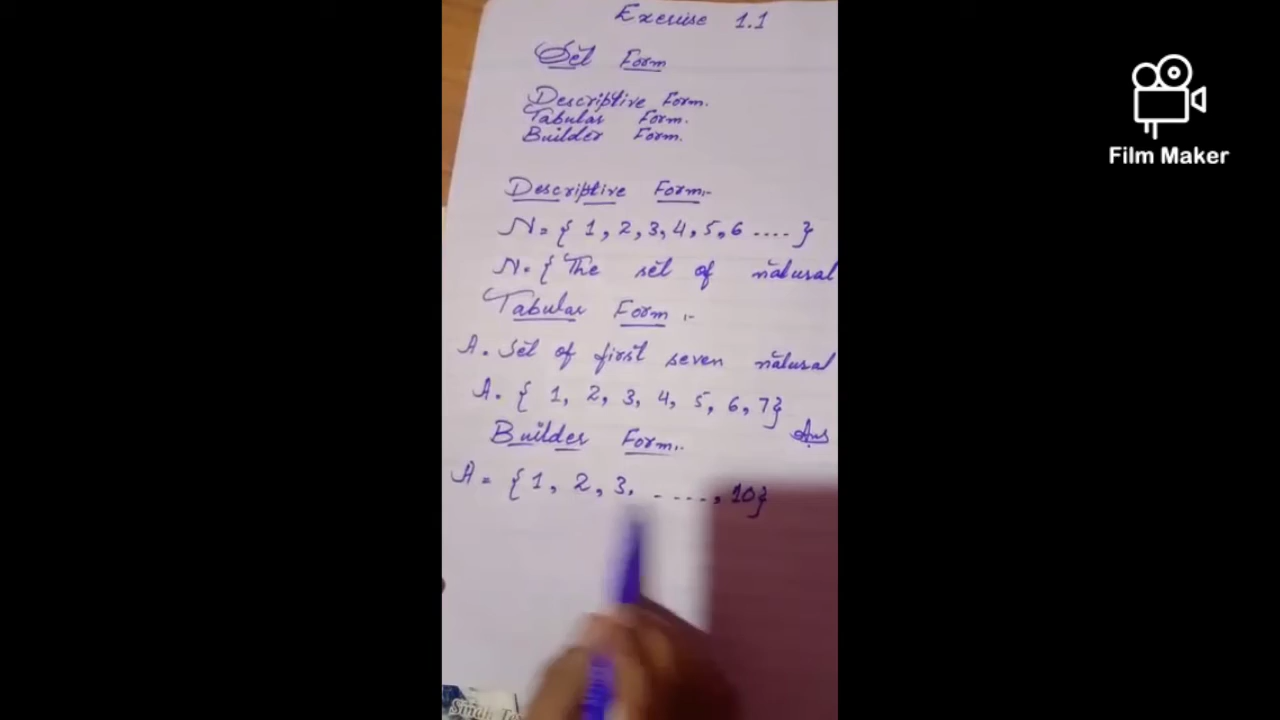 Exercise 1.1
Set Form
Descriptive Form.
Tabular Form.
Builder Form.
Descriptive Form:-
N = { 1, 2, 3, 4, 5, 6 .... }
N = { The set of natural
Tabular Form :-
A = Set of first seven natural
A = { 1, 2, 3, 4, 5, 6, 7}
Ans
Builder Form:-
A = { 1, 2, 3, ....., 10}
Film Maker
Sindh